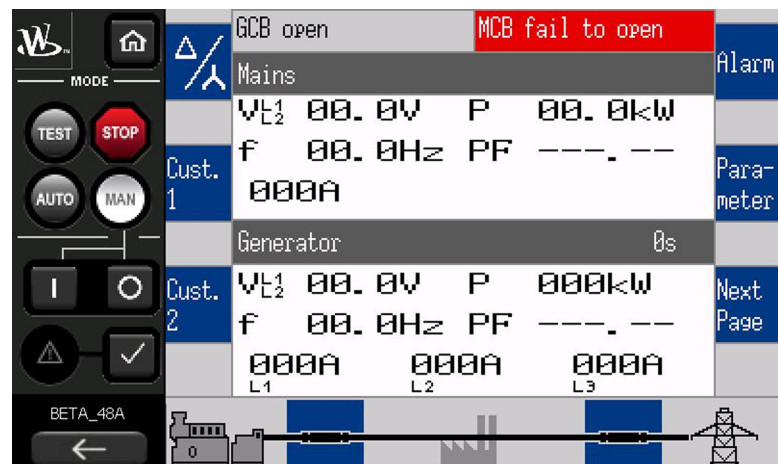 W
MODE
TEST
STOP
AUTO
MAN
I
O
BETA_48A
GCB open
MCB fail to open
Alarm
Mains
VL1
L2
00.0V
P
00.0kW
f
00.0Hz
PF
---.--
000A
Cust.
1
Para-
meter
Generator
0s
VL1
L2
00.0V
P
000kW
f
00.0Hz
PF
---.--
Cust.
2
Next
Page
000A
000A
000A
L1
L2
L3
0